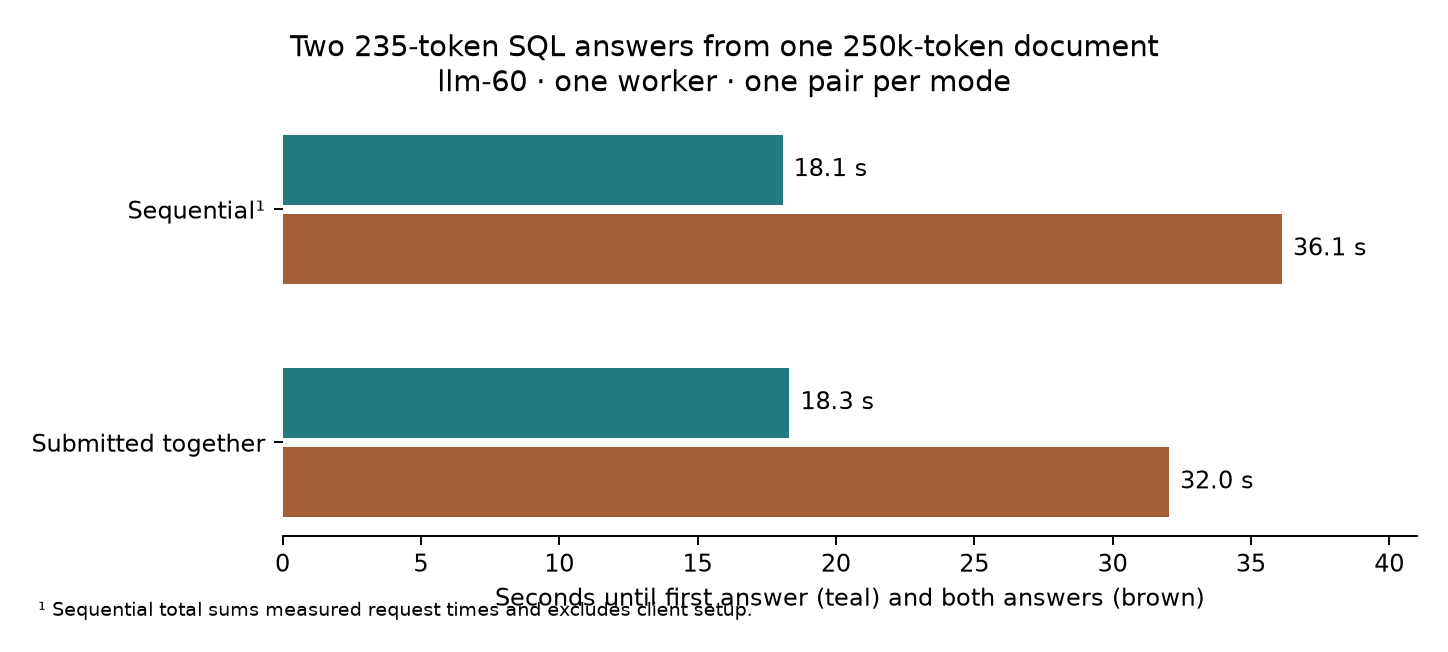 Two 235-token SQL answers from one 250k-token document
llm-60 · one worker · one pair per mode
18.1 s
Sequential¹
36.1 s
18.3 s
Submitted together
32.0 s
0 5 10 15 20 25 30 35 40
Seconds until first answer (teal) and both answers (brown)
¹ Sequential total sums measured request times and excludes client setup.